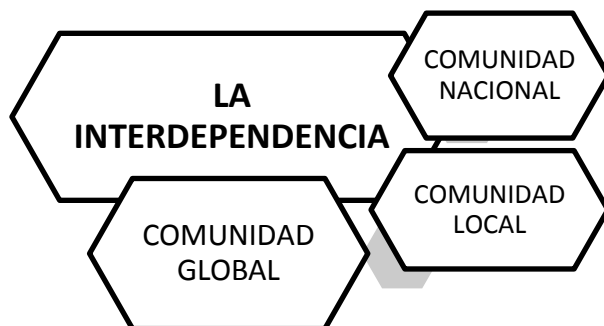 LA
INTERDEPENDENCIA
COMUNIDAD
NACIONAL
COMUNIDAD
LOCAL
COMUNIDAD
GLOBAL